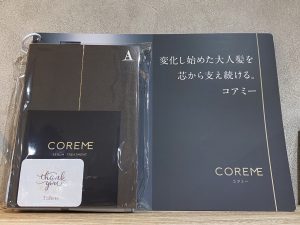 A
COREME
SERUM TREATMENT
thank
you
変化し始めた大人髪を
芯から支え続ける。
コアミー
COREME
コアミー